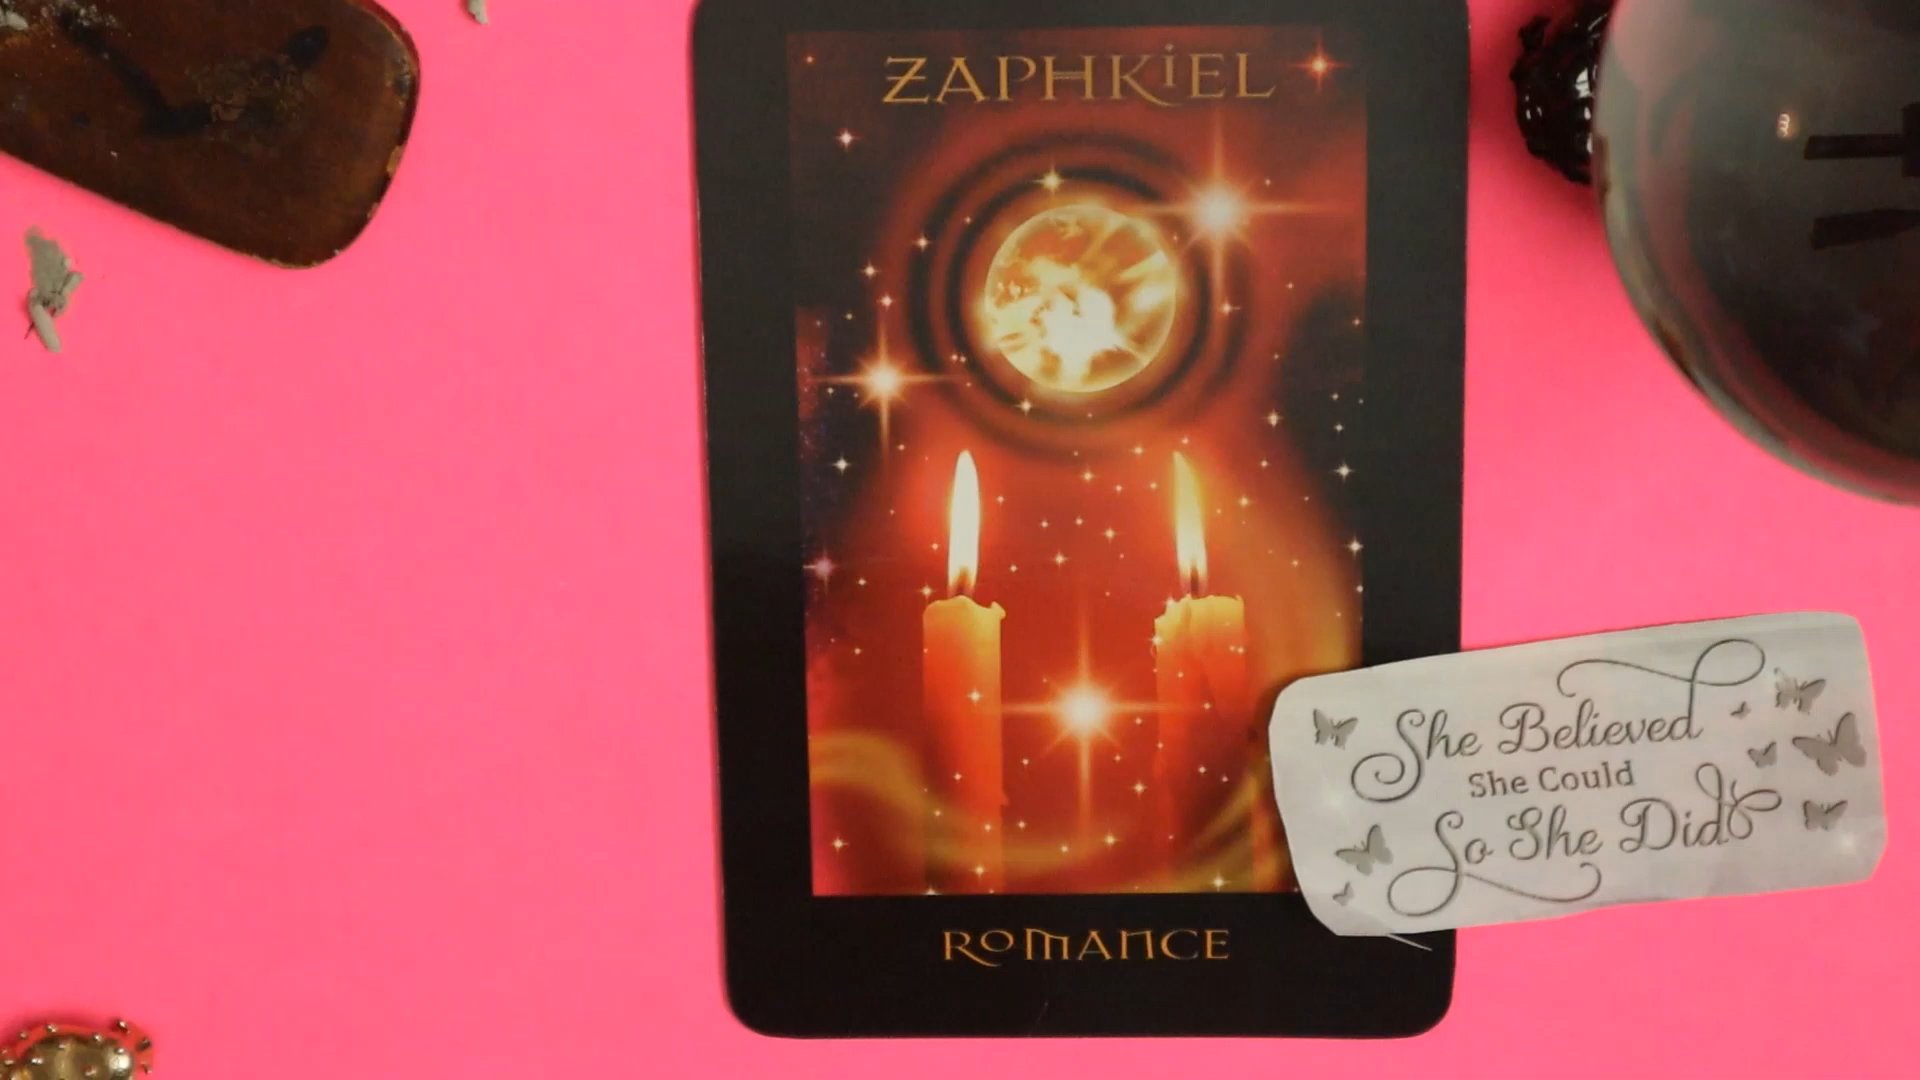 ZAPHKiEL
She Believed
She Could
So She Did
ROMANCE